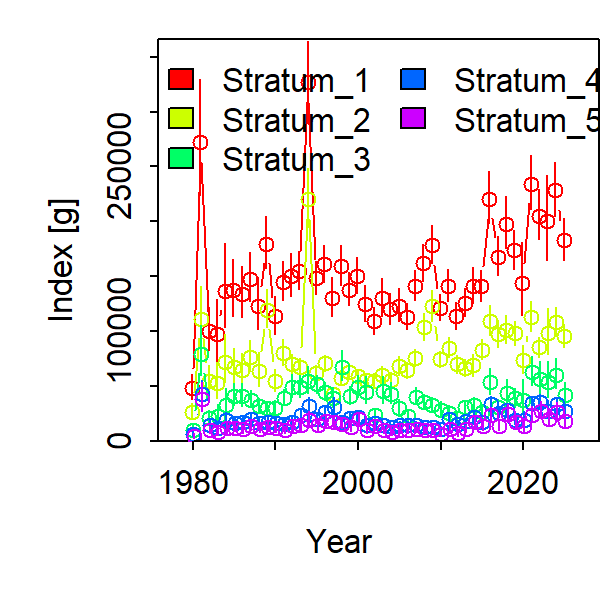 Stratum_1
Stratum_2
Stratum_3
Stratum_4
Stratum_5
Index [g]
250000
100000
0
1980
2000
2020
Year